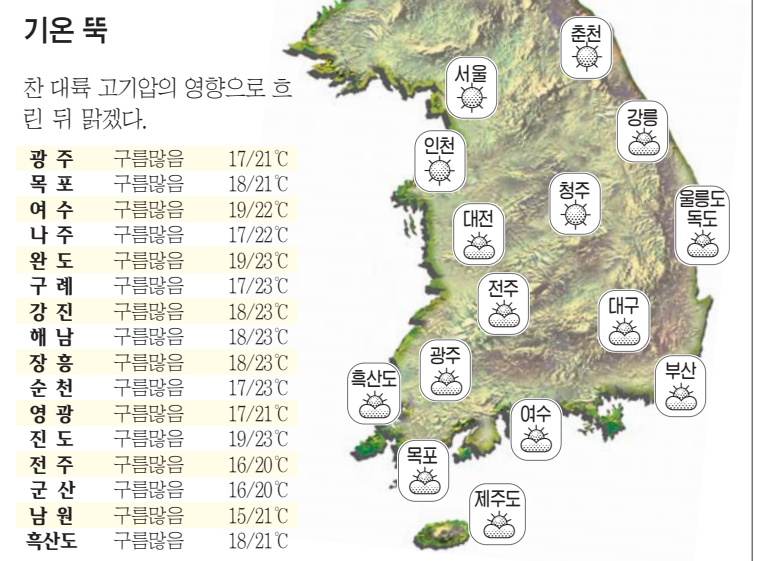 기온 뚝
찬 대륙 고기압의 영향으로 흐
린 뒤 맑겠다.
광 주 구름많음 17/21℃
목 포 구름많음 18/21℃
여 수 구름많음 19/22℃
나 주 구름많음 17/22℃
완 도 구름많음 19/23℃
구 례 구름많음 17/23℃
강 진 구름많음 18/23℃
해 남 구름많음 18/23℃
장 흥 구름많음 18/23℃
순 천 구름많음 17/23℃
영 광 구름많음 17/21℃
진 도 구름많음 19/23℃
전 주 구름많음 16/20℃
군 산 구름많음 16/20℃
남 원 구름많음 15/21℃
흑산도 구름많음 18/21℃
춘천
서울
강릉
인천
청주
울릉도
독도
대전
전주
대구
광주
부산
흑산도
여수
목포
제주도